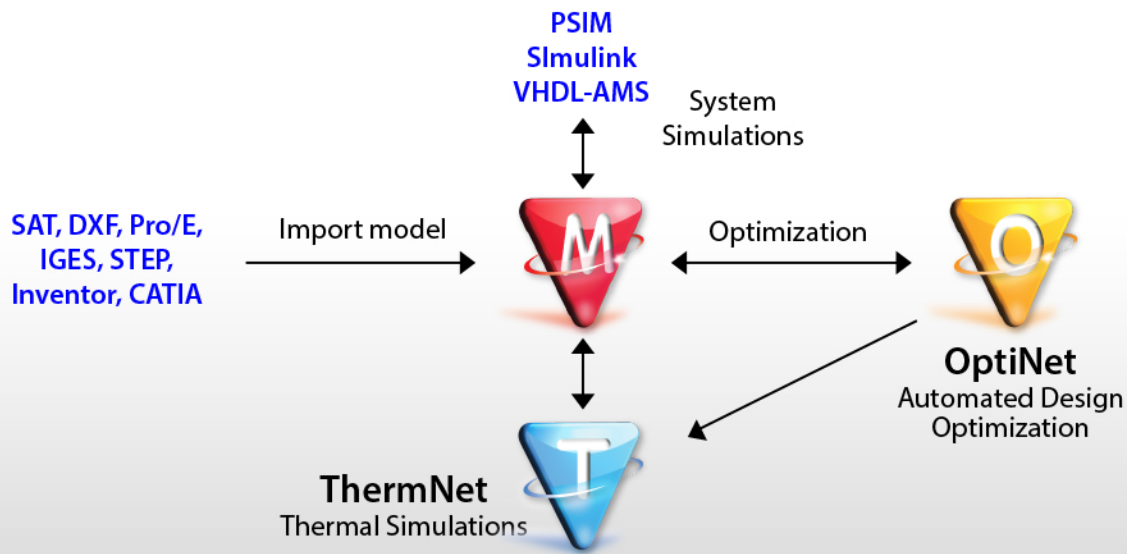 PSIM
SImulink
VHDL-AMS
System
Simulations
SAT, DXF, Pro/E,
IGES, STEP,
Inventor, CATIA
Import model
M
Optimization
O
OptiNet
Automated Design
Optimization
T
ThermNet
Thermal Simulations